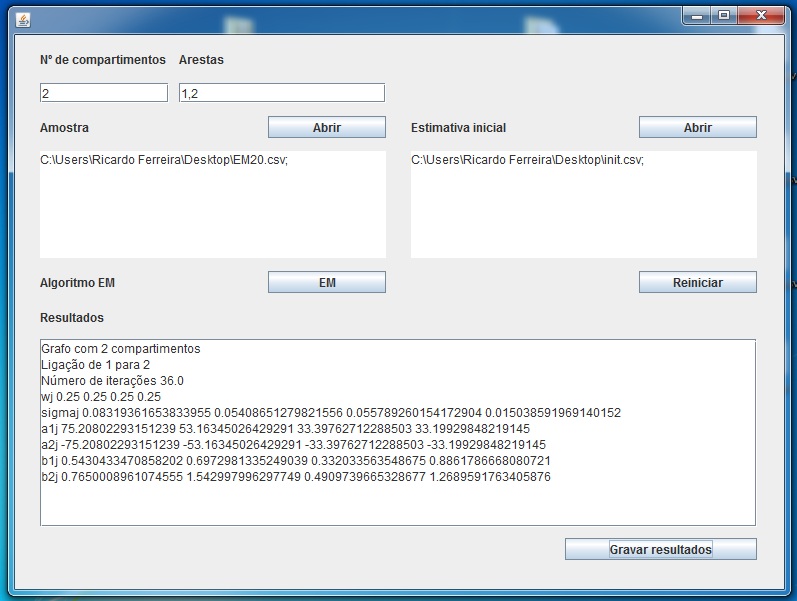 Nº de compartimentos Arestas
2 1,2
Amostra Abrir Estimativa inicial Abrir
C:\Users\Ricardo Ferreira\Desktop\EM20.csv; C:\Users\Ricardo Ferreira\Desktop\init.csv;
Algoritmo EM EM Reiniciar
Resultados
Grafo com 2 compartimentos
Ligação de 1 para 2
Número de iterações 36.0
wj 0.25 0.25 0.25 0.25
sigmaj 0.08319361653833955 0.05408651279821556 0.055789260154172904 0.015038591969140152
a1j 75.20802293151239 53.16345026429291 33.39762712288503 33.19929848219145
a2j -75.20802293151239 -53.16345026429291 -33.39762712288503 -33.19929848219145
b1j 0.5430433470858202 0.6972981335249039 0.332033563548675 0.8861786668080721
b2j 0.7650008961074555 1.542997996297749 0.4909739665328677 1.2689591763405876
Gravar resultados